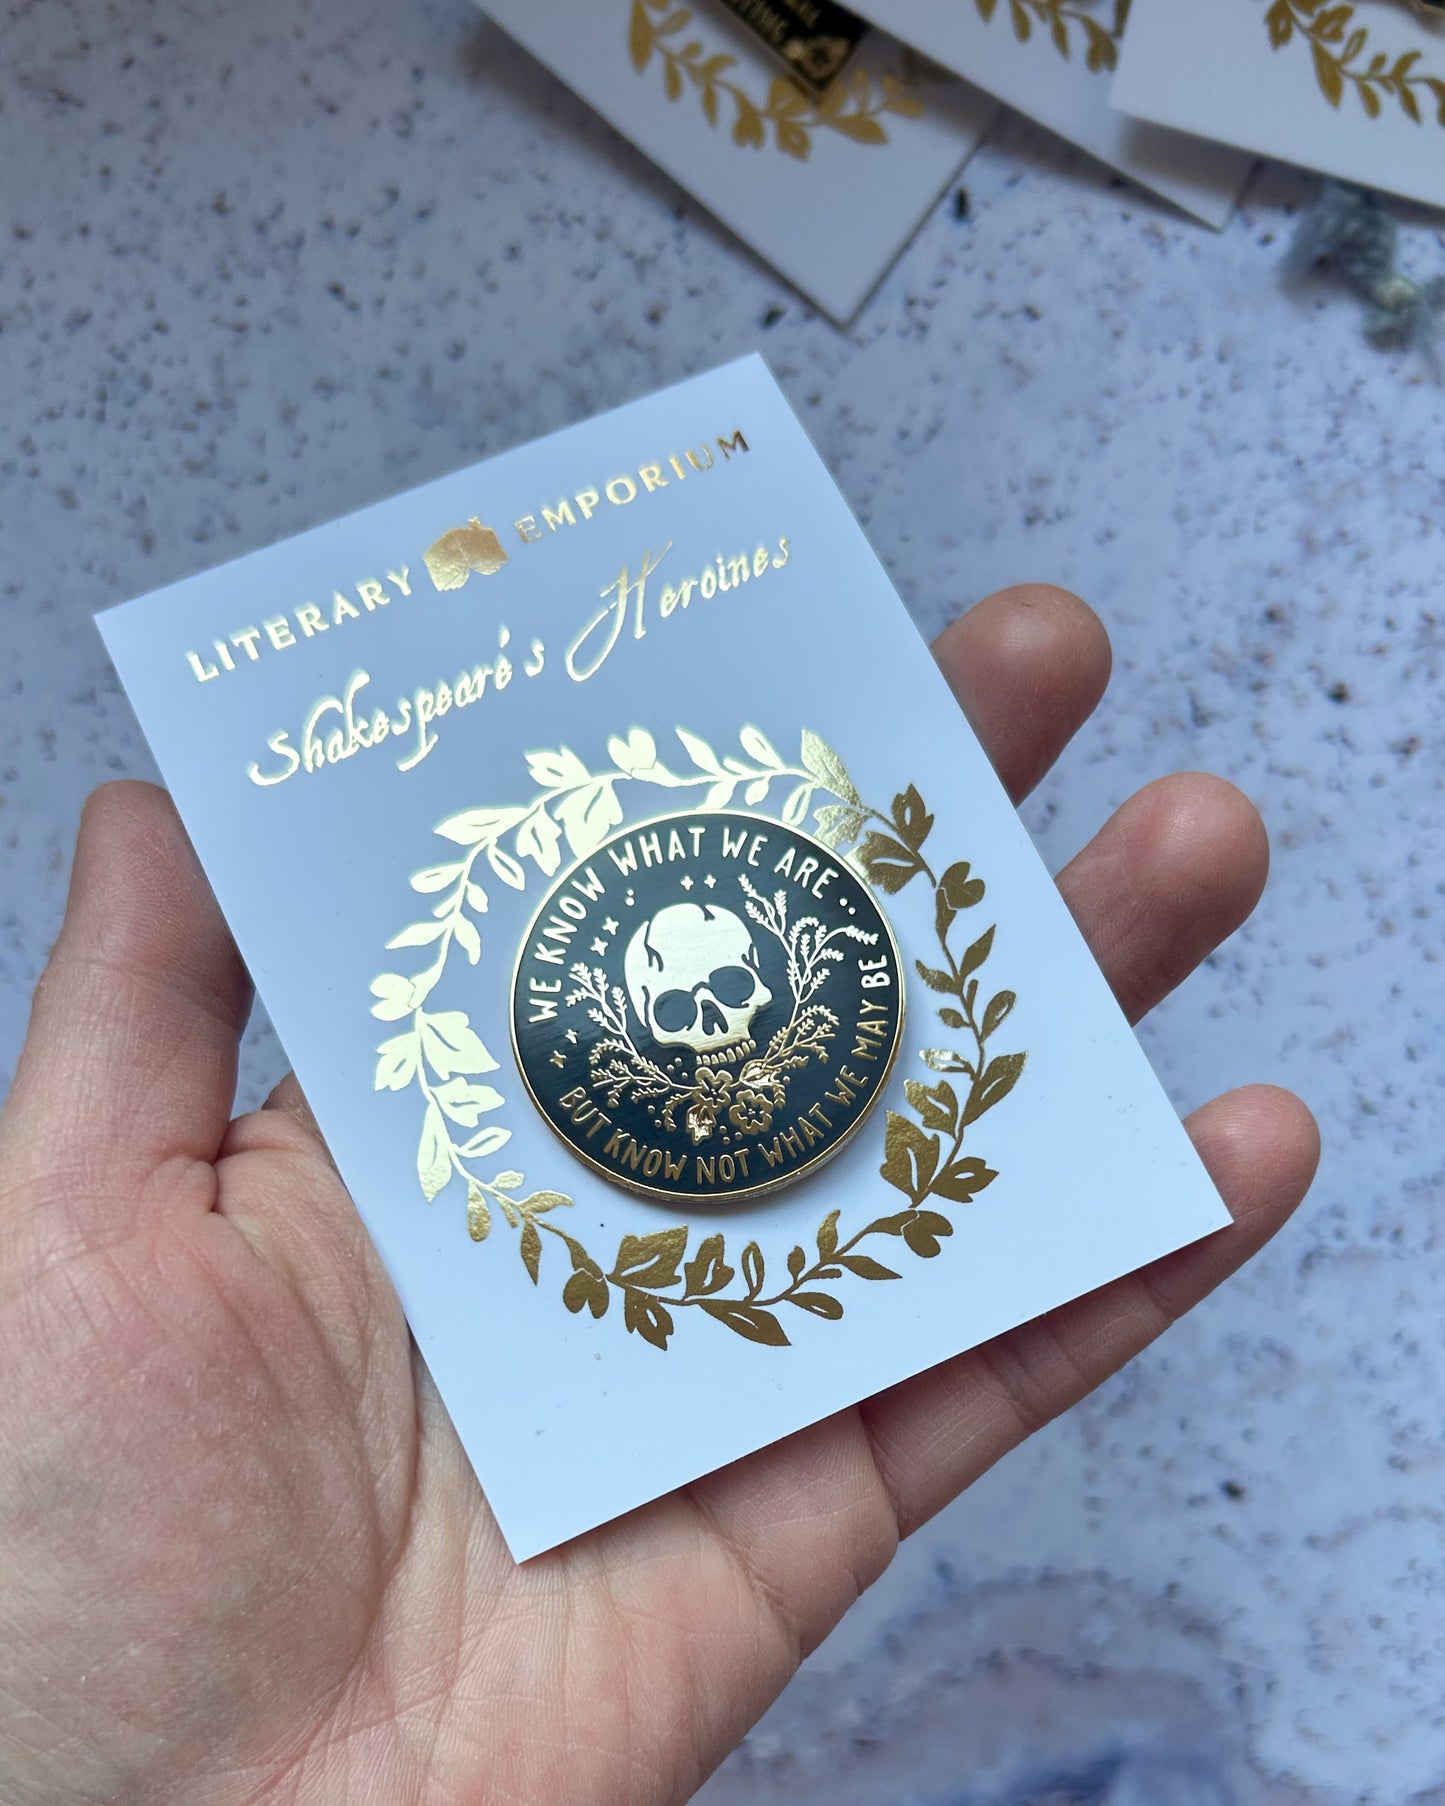 LITERARY EMPORIUM
Shakespeare's Heroines
WE KNOW WHAT WE ARE
BUT KNOW NOT WHAT WE MAY BE